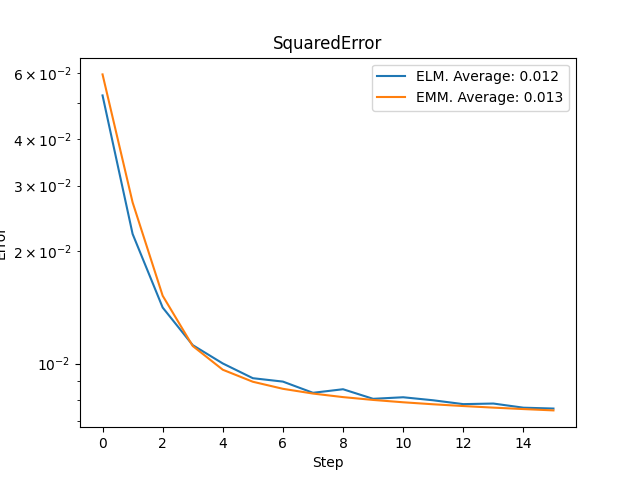 SquaredError
ELM. Average: 0.012
EMM. Average: 0.013
6 × 10⁻²
4 × 10⁻²
3 × 10⁻²
2 × 10⁻²
10⁻²
Error
0 2 4 6 8 10 12 14
Step